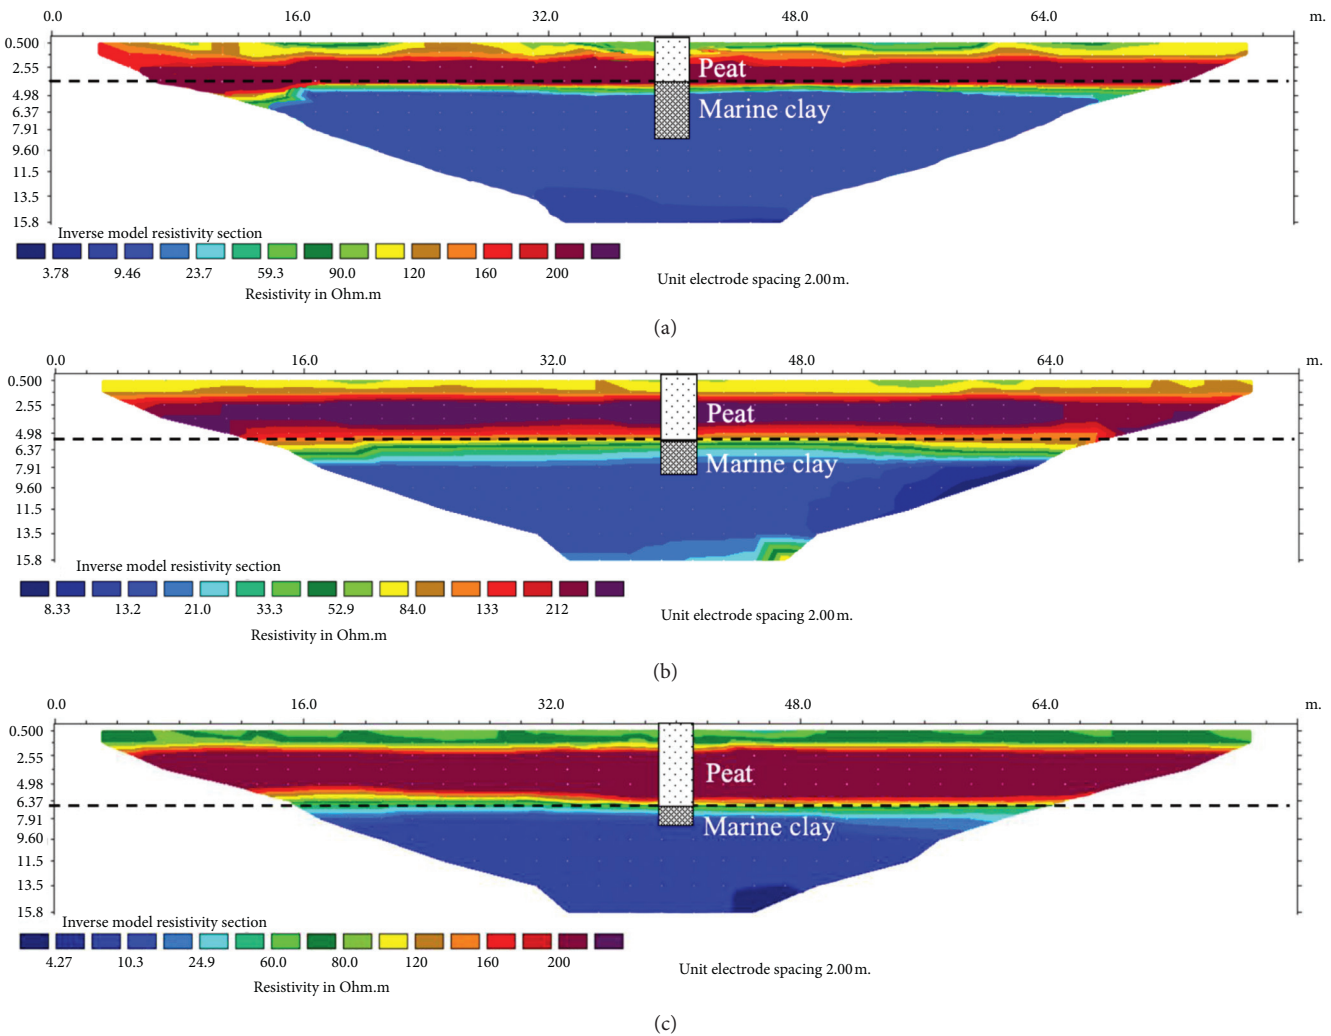 0.0 16.0 32.0 48.0 64.0 m.
0.500
2.55
Peat
4.98
6.37
Marine clay
7.91
9.60
11.5
13.5
15.8
Inverse model resistivity section
3.78 9.46 23.7 59.3 90.0 120 160 200
Resistivity in Ohm.m
Unit electrode spacing 2.00 m.
(a)
0.0 16.0 32.0 48.0 64.0 m.
0.500
2.55
Peat
4.98
6.37
Marine clay
7.91
9.60
11.5
13.5
15.8
Inverse model resistivity section
8.33 13.2 21.0 33.3 52.9 84.0 133 212
Resistivity in Ohm.m
Unit electrode spacing 2.00 m.
(b)
0.0 16.0 32.0 48.0 64.0 m.
0.500
2.55
Peat
4.98
6.37
7.91
Marine clay
9.60
11.5
13.5
15.8
Inverse model resistivity section
4.27 10.3 24.9 60.0 80.0 120 160 200
Resistivity in Ohm.m
Unit electrode spacing 2.00 m.
(c)